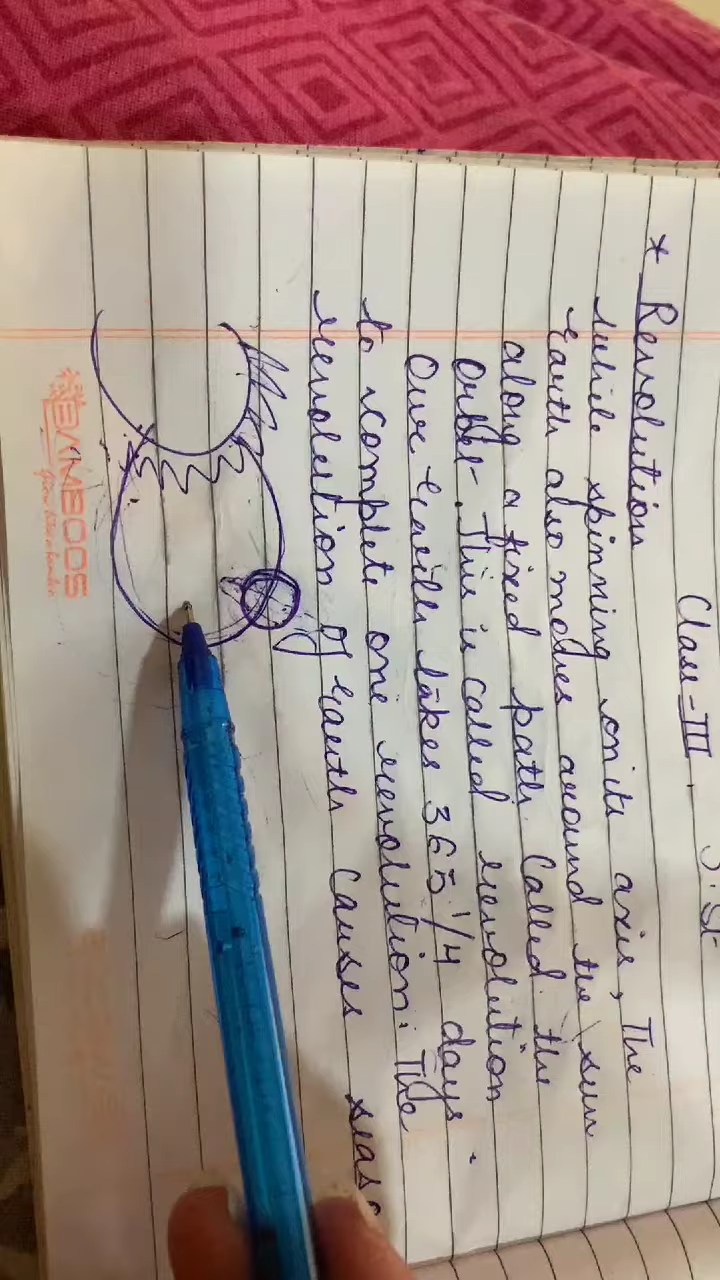 Class-III. S.St
* Revolution
while spinning on its axis, The
earth also moves around the sun
along a fixed path. Called the
Orbit. This is called revolution
Our Earth takes 365 1/4 days.
to complete one revolution. The
revolution of earth causes seas
BAMBOOS